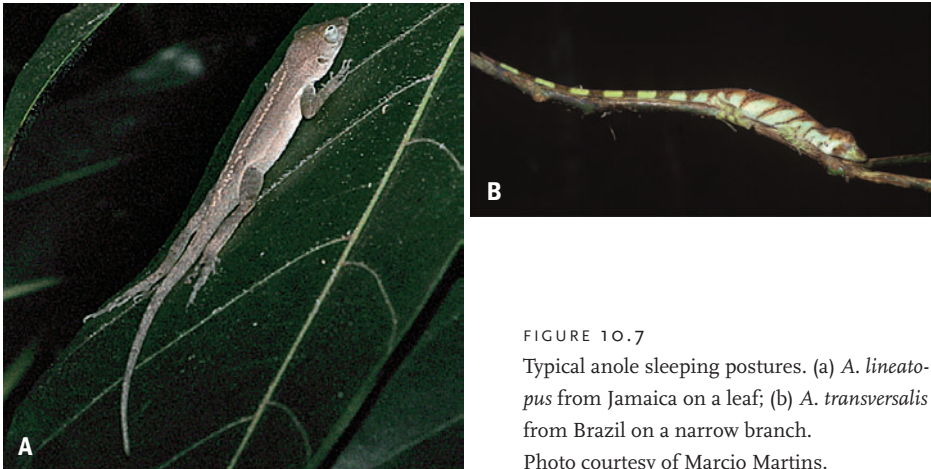 A
B
FIGURE 10.7
Typical anole sleeping postures. (a) A. lineato-
pus from Jamaica on a leaf; (b) A. transversalis
from Brazil on a narrow branch.
Photo courtesy of Marcio Martins.